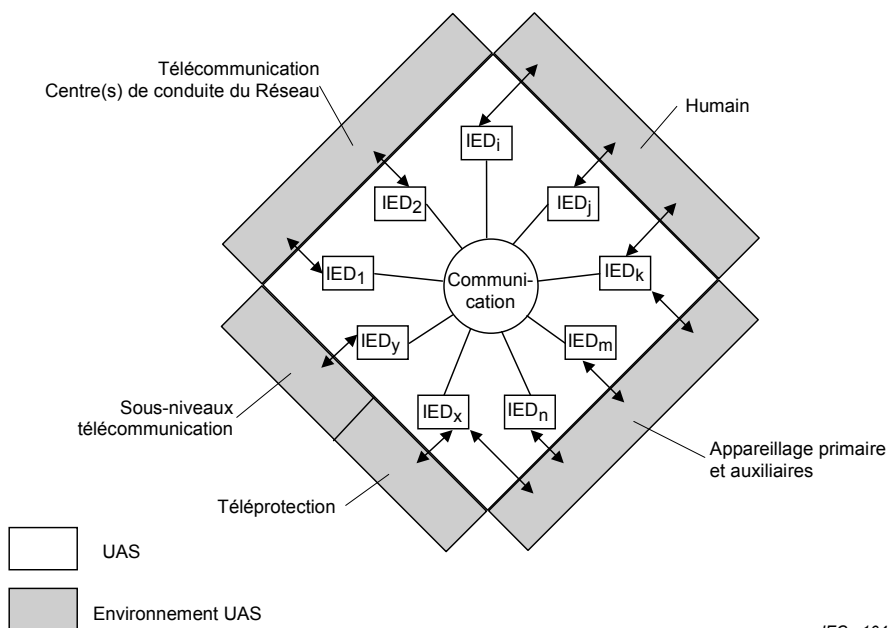 Télécommunication
Centre(s) de conduite du Réseau
Humain
IEDi
IED2
IEDj
IED1
Communi-
cation
IEDk
IEDy
IEDm
IEDx
IEDn
Sous-niveaux
télécommunication
Téléprotection
Appareillage primaire
et auxiliaires
UAS
Environnement UAS